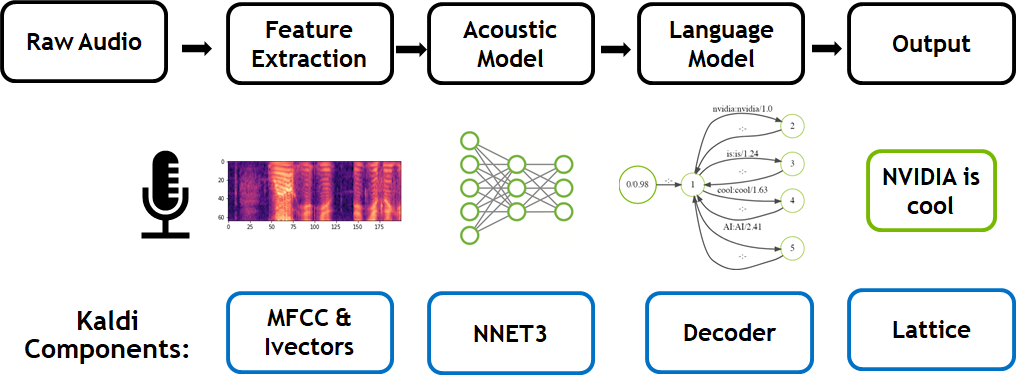 Raw Audio
Feature
Extraction
Acoustic
Model
Language
Model
Output
0
20
40
60
0 25 50 75 100 125 150 175
0/0.98
-:-
1
nvidia:nvidia/1.0
-:-
2
is:is/1.24
-:-
3
cool:cool/1.63
-:-
4
AI:AI/2.41
-:-
5
NVIDIA is
cool
Kaldi
Components:
MFCC &
Ivectors
NNET3
Decoder
Lattice